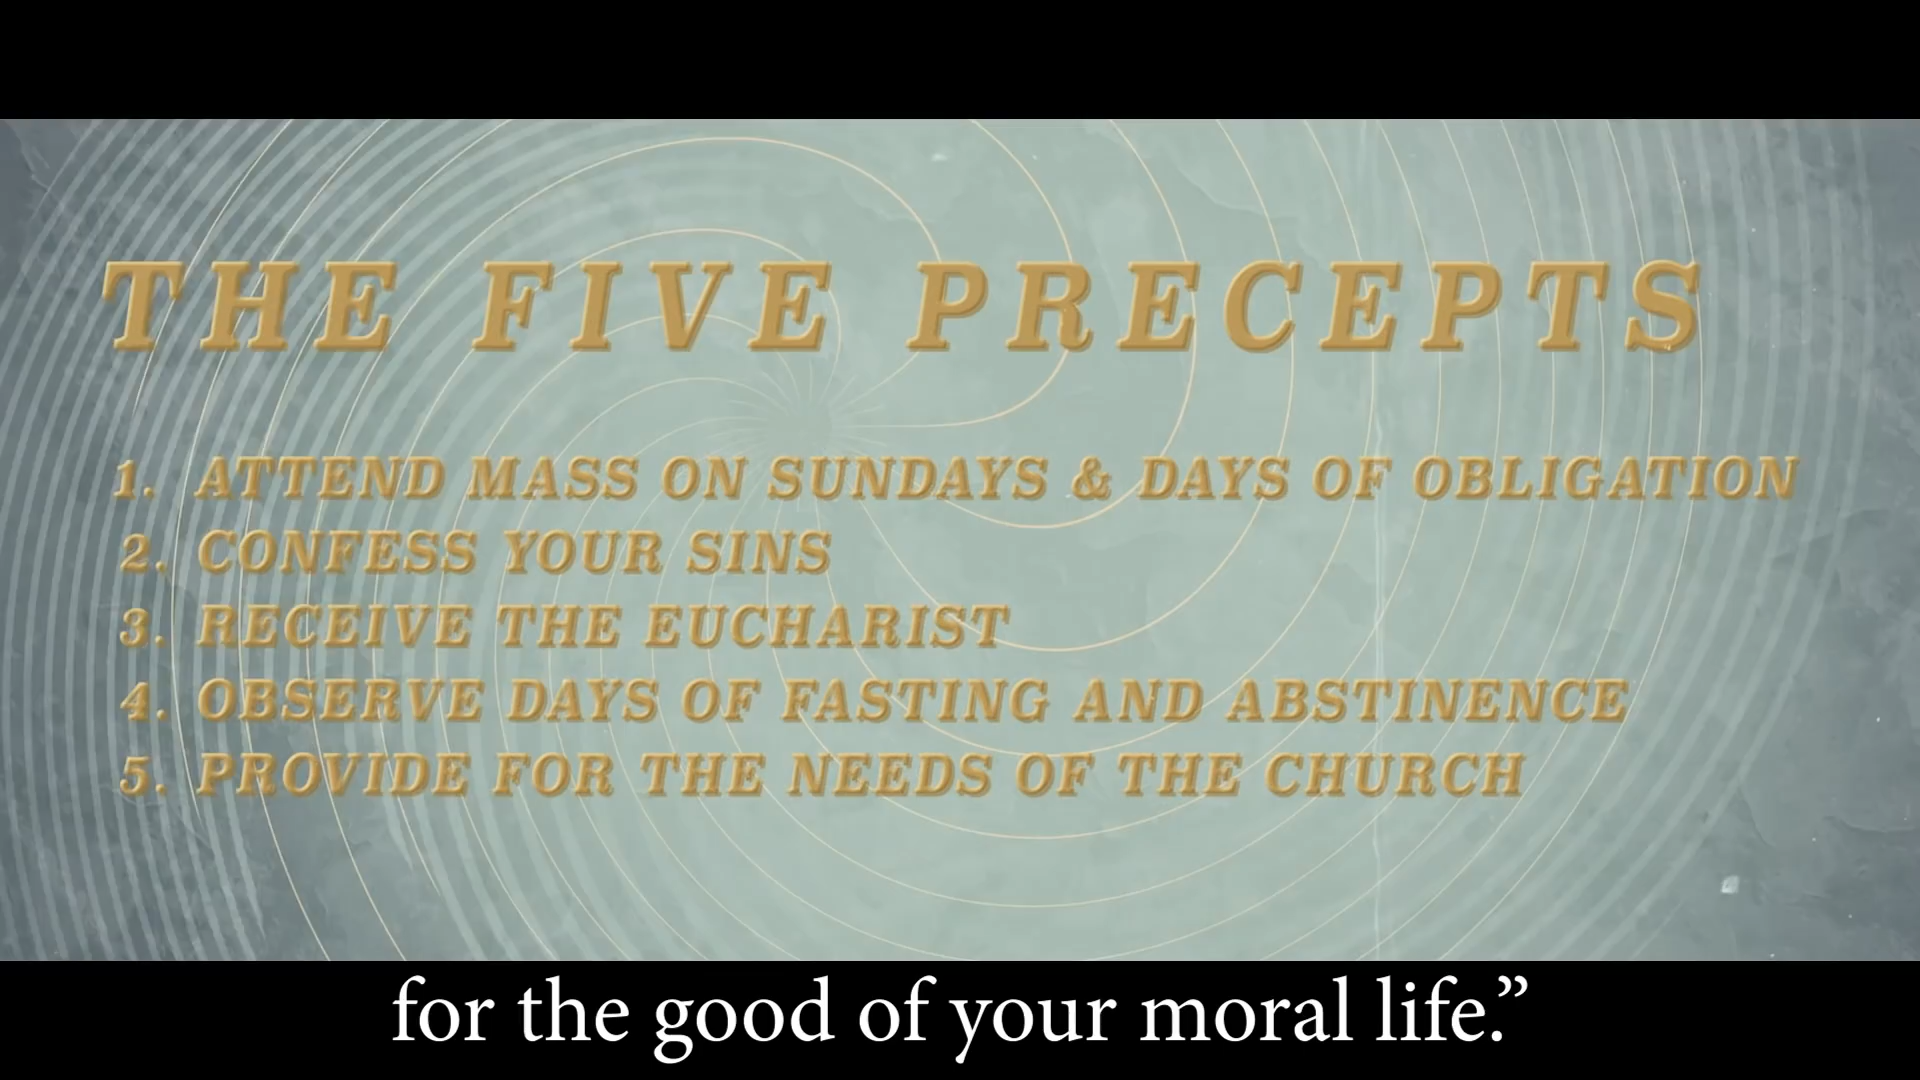 THE FIVE PRECEPTS
1. ATTEND MASS ON SUNDAYS & DAYS OF OBLIGATION
2. CONFESS YOUR SINS
3. RECEIVE THE EUCHARIST
4. OBSERVE DAYS OF FASTING AND ABSTINENCE
5. PROVIDE FOR THE NEEDS OF THE CHURCH
for the good of your moral life.”